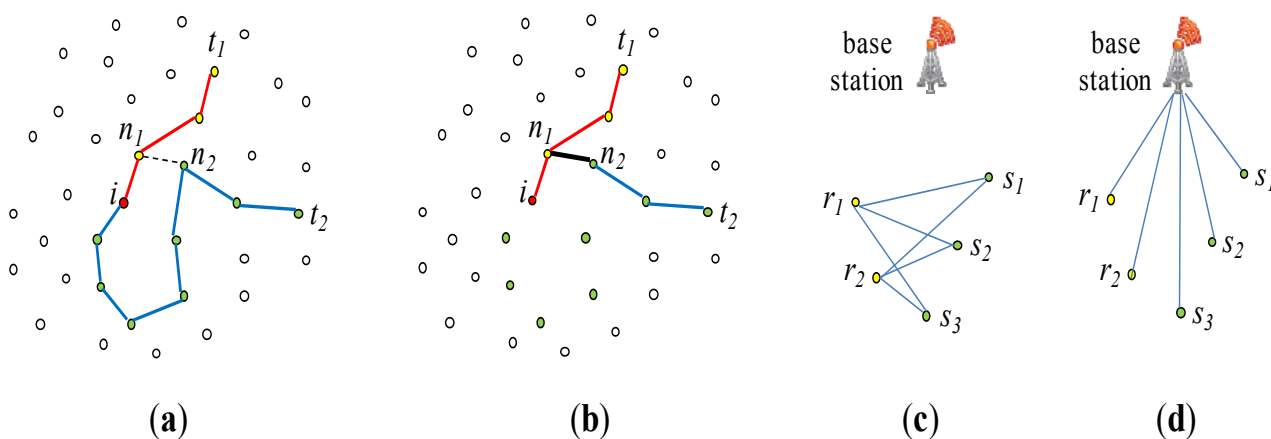 t1
n1
n2
i
t2
(a)
t1
n1
n2
i
t2
(b)
base
station
r1
s1
s2
r2
s3
(c)
base
station
r1
s1
s2
r2
s3
(d)